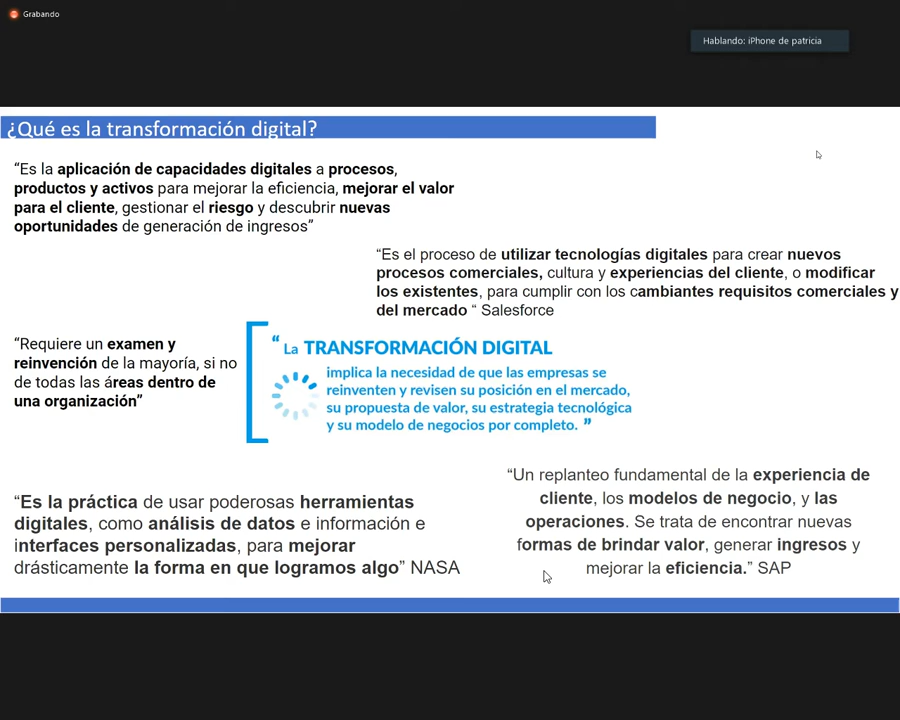 Grabando
Hablando: iPhone de patricia
¿Qué es la transformación digital?
“Es la aplicación de capacidades digitales a procesos,
productos y activos para mejorar la eficiencia, mejorar el valor
para el cliente, gestionar el riesgo y descubrir nuevas
oportunidades de generación de ingresos”
“Es el proceso de utilizar tecnologías digitales para crear nuevos
procesos comerciales, cultura y experiencias del cliente, o modificar
los existentes, para cumplir con los cambiantes requisitos comerciales y
del mercado “ Salesforce
“Requiere un examen y
reinvención de la mayoría, si no
de todas las áreas dentro de
una organización”
“ La TRANSFORMACIÓN DIGITAL
implica la necesidad de que las empresas se
reinventen y revisen su posición en el mercado,
su propuesta de valor, su estrategia tecnológica
y su modelo de negocios por completo. ”
“Es la práctica de usar poderosas herramientas
digitales, como análisis de datos e información e
interfaces personalizadas, para mejorar
drásticamente la forma en que logramos algo” NASA
“Un replanteo fundamental de la experiencia de
cliente, los modelos de negocio, y las
operaciones. Se trata de encontrar nuevas
formas de brindar valor, generar ingresos y
mejorar la eficiencia.” SAP